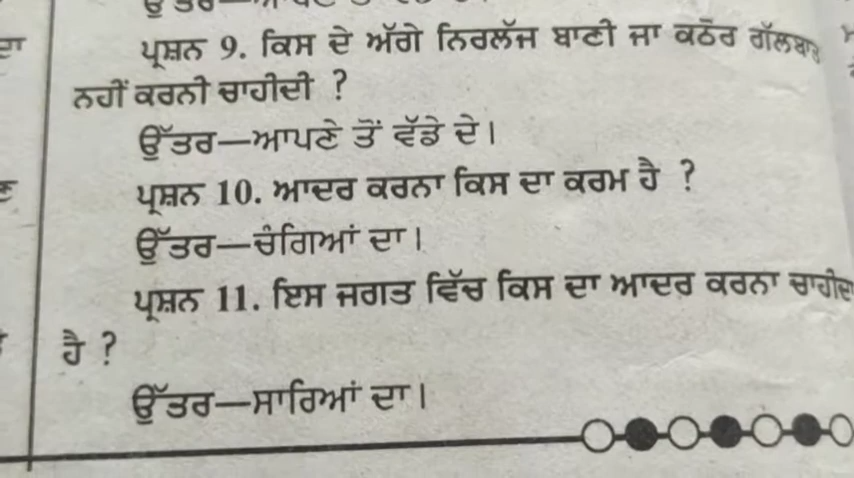 ਪ੍ਰਸ਼ਨ 9. ਕਿਸ ਦੇ ਅੱਗੇ ਨਿਰਲੱਜ ਬਾਣੀ ਜਾ ਕਠੋਰ ਗੱਲਬਾਤ
ਨਹੀਂ ਕਰਨੀ ਚਾਹੀਦੀ ?
ਉੱਤਰ—ਆਪਣੇ ਤੋਂ ਵੱਡੇ ਦੇ।
ਪ੍ਰਸ਼ਨ 10. ਆਦਰ ਕਰਨਾ ਕਿਸ ਦਾ ਕਰਮ ਹੈ ?
ਉੱਤਰ—ਚੰਗਿਆਂ ਦਾ।
ਪ੍ਰਸ਼ਨ 11. ਇਸ ਜਗਤ ਵਿੱਚ ਕਿਸ ਦਾ ਆਦਰ ਕਰਨਾ ਚਾਹੀਦਾ
ਹੈ ?
ਉੱਤਰ—ਸਾਰਿਆਂ ਦਾ।